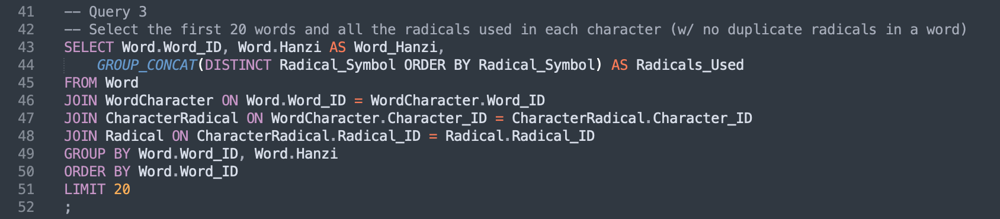 41 -- Query 3
42 -- Select the first 20 words and all the radicals used in each character (w/ no duplicate radicals in a word)
43 SELECT Word.Word_ID, Word.Hanzi AS Word_Hanzi,
44     GROUP_CONCAT(DISTINCT Radical_Symbol ORDER BY Radical_Symbol) AS Radicals_Used
45 FROM Word
46 JOIN WordCharacter ON Word.Word_ID = WordCharacter.Word_ID
47 JOIN CharacterRadical ON WordCharacter.Character_ID = CharacterRadical.Character_ID
48 JOIN Radical ON CharacterRadical.Radical_ID = Radical.Radical_ID
49 GROUP BY Word.Word_ID, Word.Hanzi
50 ORDER BY Word.Word_ID
51 LIMIT 20
52 ;